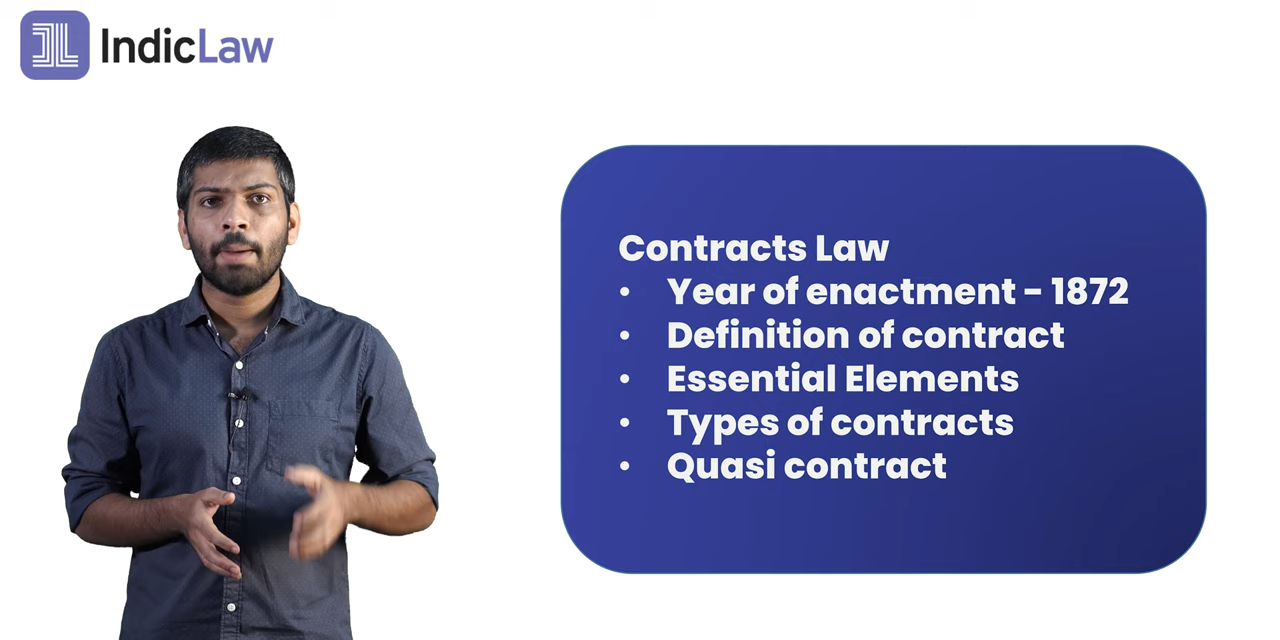 IndicLaw
Contracts Law
• Year of enactment - 1872
• Definition of contract
• Essential Elements
• Types of contracts
• Quasi contract